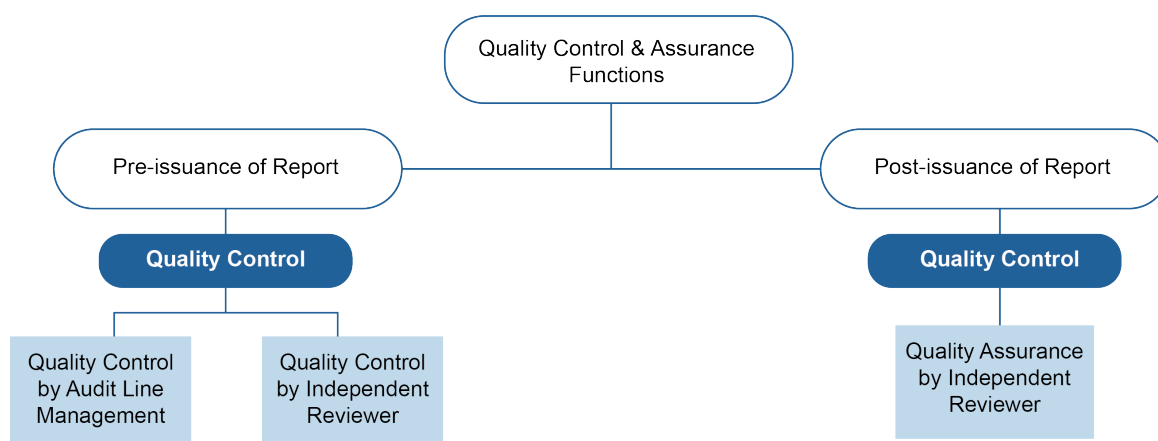 Quality Control & Assurance
Functions
Pre-issuance of Report
Post-issuance of Report
Quality Control
Quality Control
Quality Control
by Audit Line
Management
Quality Control
by Independent
Reviewer
Quality Assurance
by Independent
Reviewer